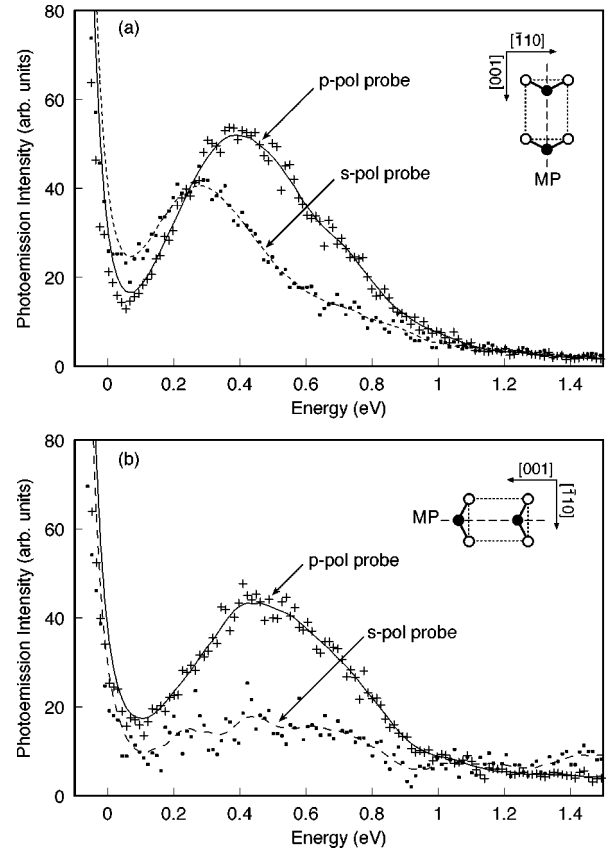 (a)
[1̄10]
[001]
MP
p-pol probe
s-pol probe
Photoemission Intensity (arb. units)
80
60
40
20
0
0 0.2 0.4 0.6 0.8 1 1.2 1.4
Energy (eV)
(b)
[001]
[1̄10]
MP
p-pol probe
s-pol probe
Photoemission Intensity (arb. units)
80
60
40
20
0
0 0.2 0.4 0.6 0.8 1 1.2 1.4
Energy (eV)